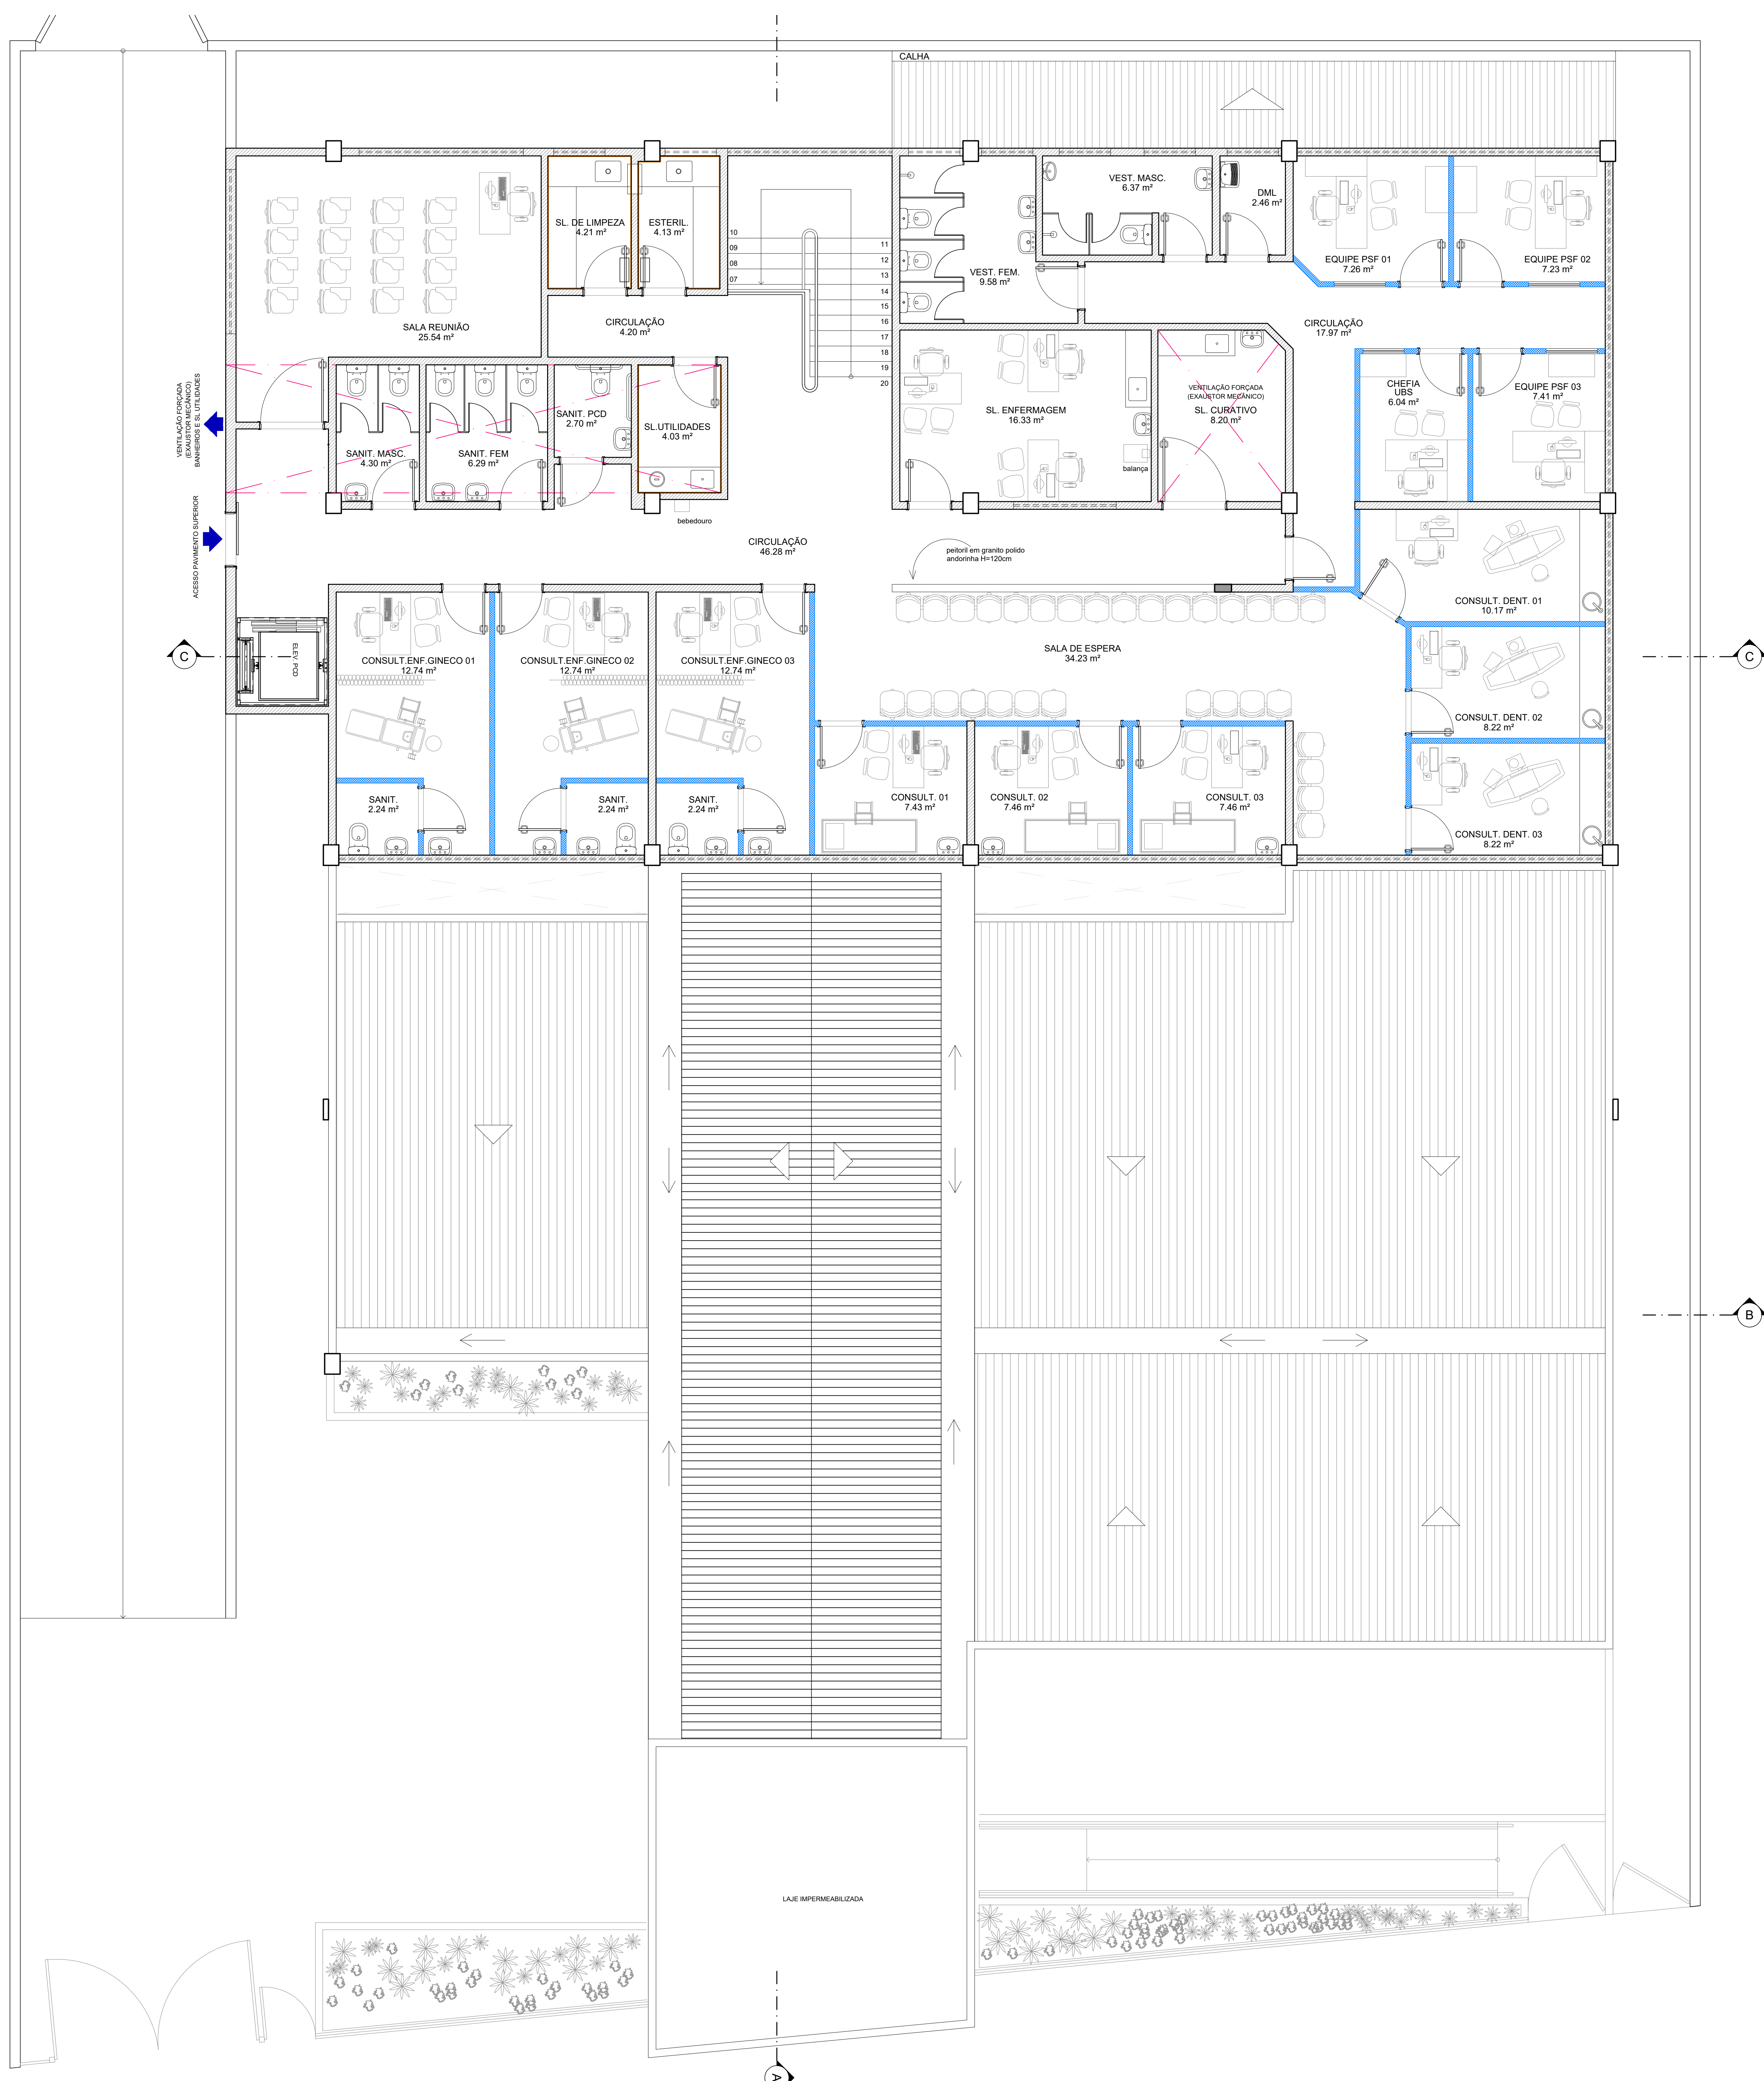 CALHA
SL. DE LIMPEZA
4.21 m²
ESTERIL.
4.13 m²
VEST. MASC.
6.37 m²
DML
2.46 m²
10
09
08
07
11
12
13
14
15
16
17
18
19
20
VEST. FEM.
9.58 m²
EQUIPE PSF 01
7.26 m²
EQUIPE PSF 02
7.23 m²
SALA REUNIÃO
25.54 m²
CIRCULAÇÃO
4.20 m²
CIRCULAÇÃO
17.97 m²
VENTILAÇÃO FORÇADA
(EXAUSTOR MECÂNICO)
BANHEIROS E SL UTILIDADES
SANIT. MASC.
4.30 m²
SANIT. FEM
6.29 m²
SANIT. PCD
2.70 m²
SL.UTILIDADES
4.03 m²
SL. ENFERMAGEM
16.33 m²
VENTILAÇÃO FORÇADA
(EXAUSTOR MECÂNICO)
SL. CURATIVO
8.20 m²
CHEFIA
UBS
6.04 m²
EQUIPE PSF 03
7.41 m²
balança
bebedouro
ACESSO PAVIMENTO SUPERIOR
CIRCULAÇÃO
46.28 m²
peitoril em granito polido
andorinha H=120cm
CONSULT. DENT. 01
10.17 m²
C
ELEV. PCD
CONSULT.ENF.GINECO 01
12.74 m²
CONSULT.ENF.GINECO 02
12.74 m²
CONSULT.ENF.GINECO 03
12.74 m²
SALA DE ESPERA
34.23 m²
C
CONSULT. DENT. 02
8.22 m²
SANIT.
2.24 m²
SANIT.
2.24 m²
SANIT.
2.24 m²
CONSULT. 01
7.43 m²
CONSULT. 02
7.46 m²
CONSULT. 03
7.46 m²
CONSULT. DENT. 03
8.22 m²
B
LAJE IMPERMEABILIZADA
A